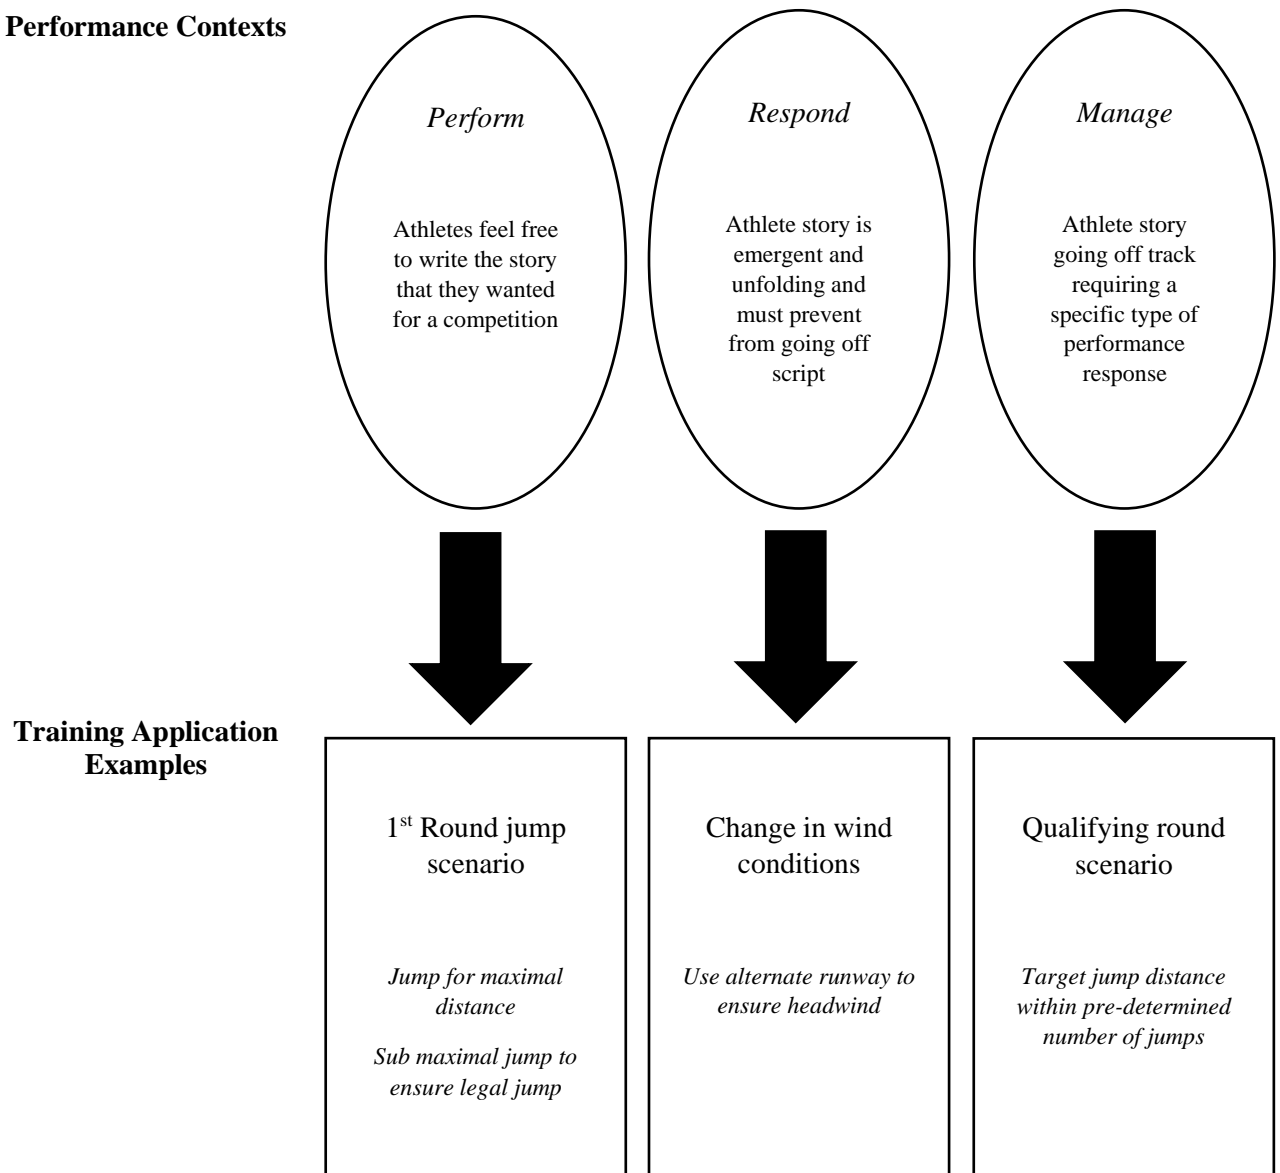 Performance Contexts
Perform
Athletes feel free
to write the story
that they wanted
for a competition
Respond
Athlete story is
emergent and
unfolding and
must prevent
from going off
script
Manage
Athlete story
going off track
requiring a
specific type of
performance
response
Training Application
Examples
1st Round jump
scenario
Jump for maximal
distance
Sub maximal jump to
ensure legal jump
Change in wind
conditions
Use alternate runway to
ensure headwind
Qualifying round
scenario
Target jump distance
within pre-determined
number of jumps